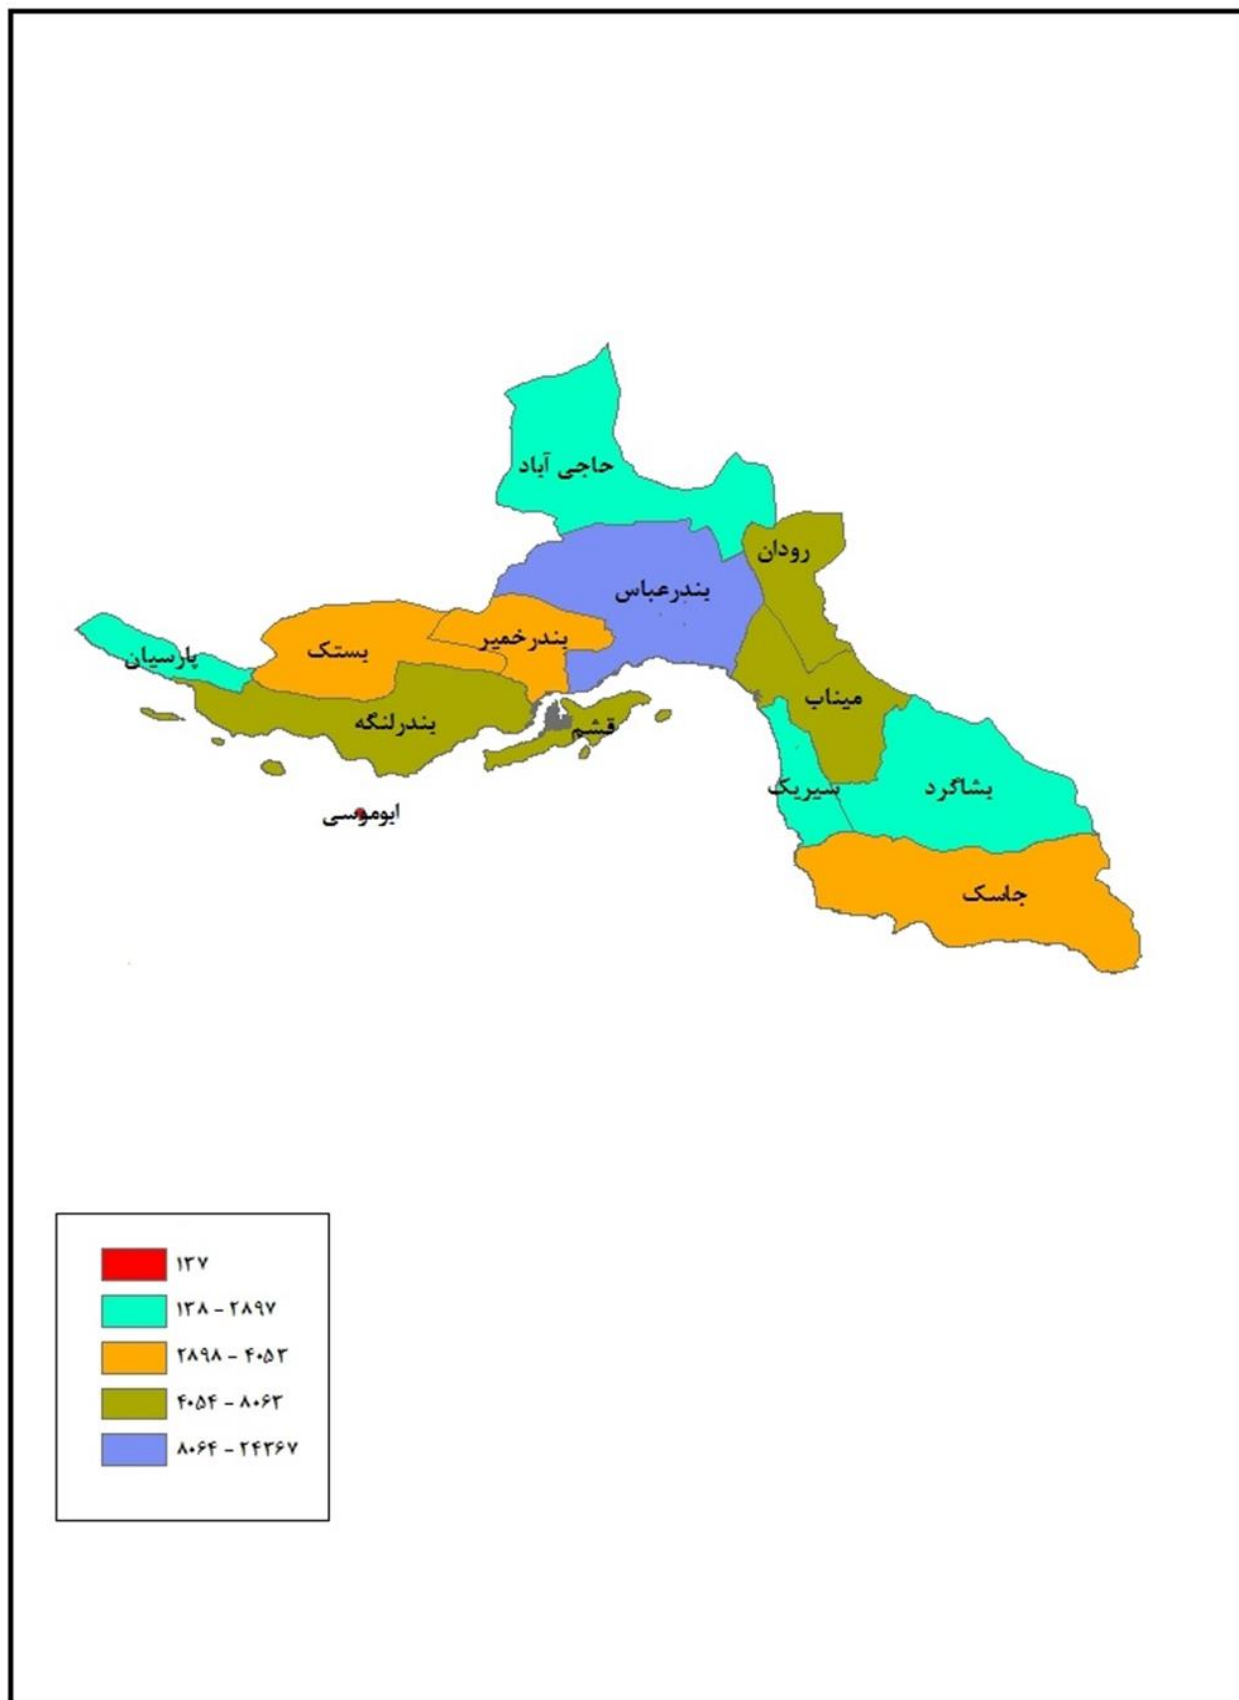 حاجی آباد
رودان
بندرعباس
بندرخمیر
بستک
پارسیان
میناب
بندرلنگه
قشم
سیریک
بشاگرد
ابوموسی
جاسک
۱۳۷
۱۳۸ - ۲۸۹۷
۲۸۹۸ - ۴۰۵۳
۴۰۵۴ - ۸۰۶۳
۸۰۶۴ - ۲۴۳۶۷